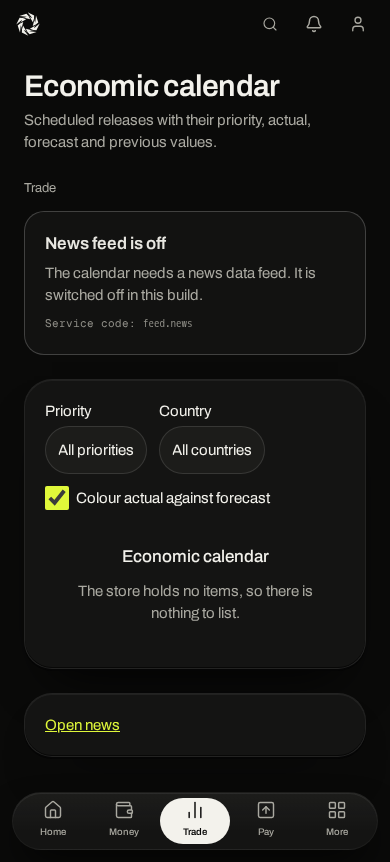 Economic calendar
Scheduled releases with their priority, actual,
forecast and previous values.
Trade
News feed is off
The calendar needs a news data feed. It is
switched off in this build.
Service code: feed.news
Priority
Country
All priorities
All countries
Colour actual against forecast
Economic calendar
The store holds no items, so there is
nothing to list.
Open news
Home
Money
Trade
Pay
More